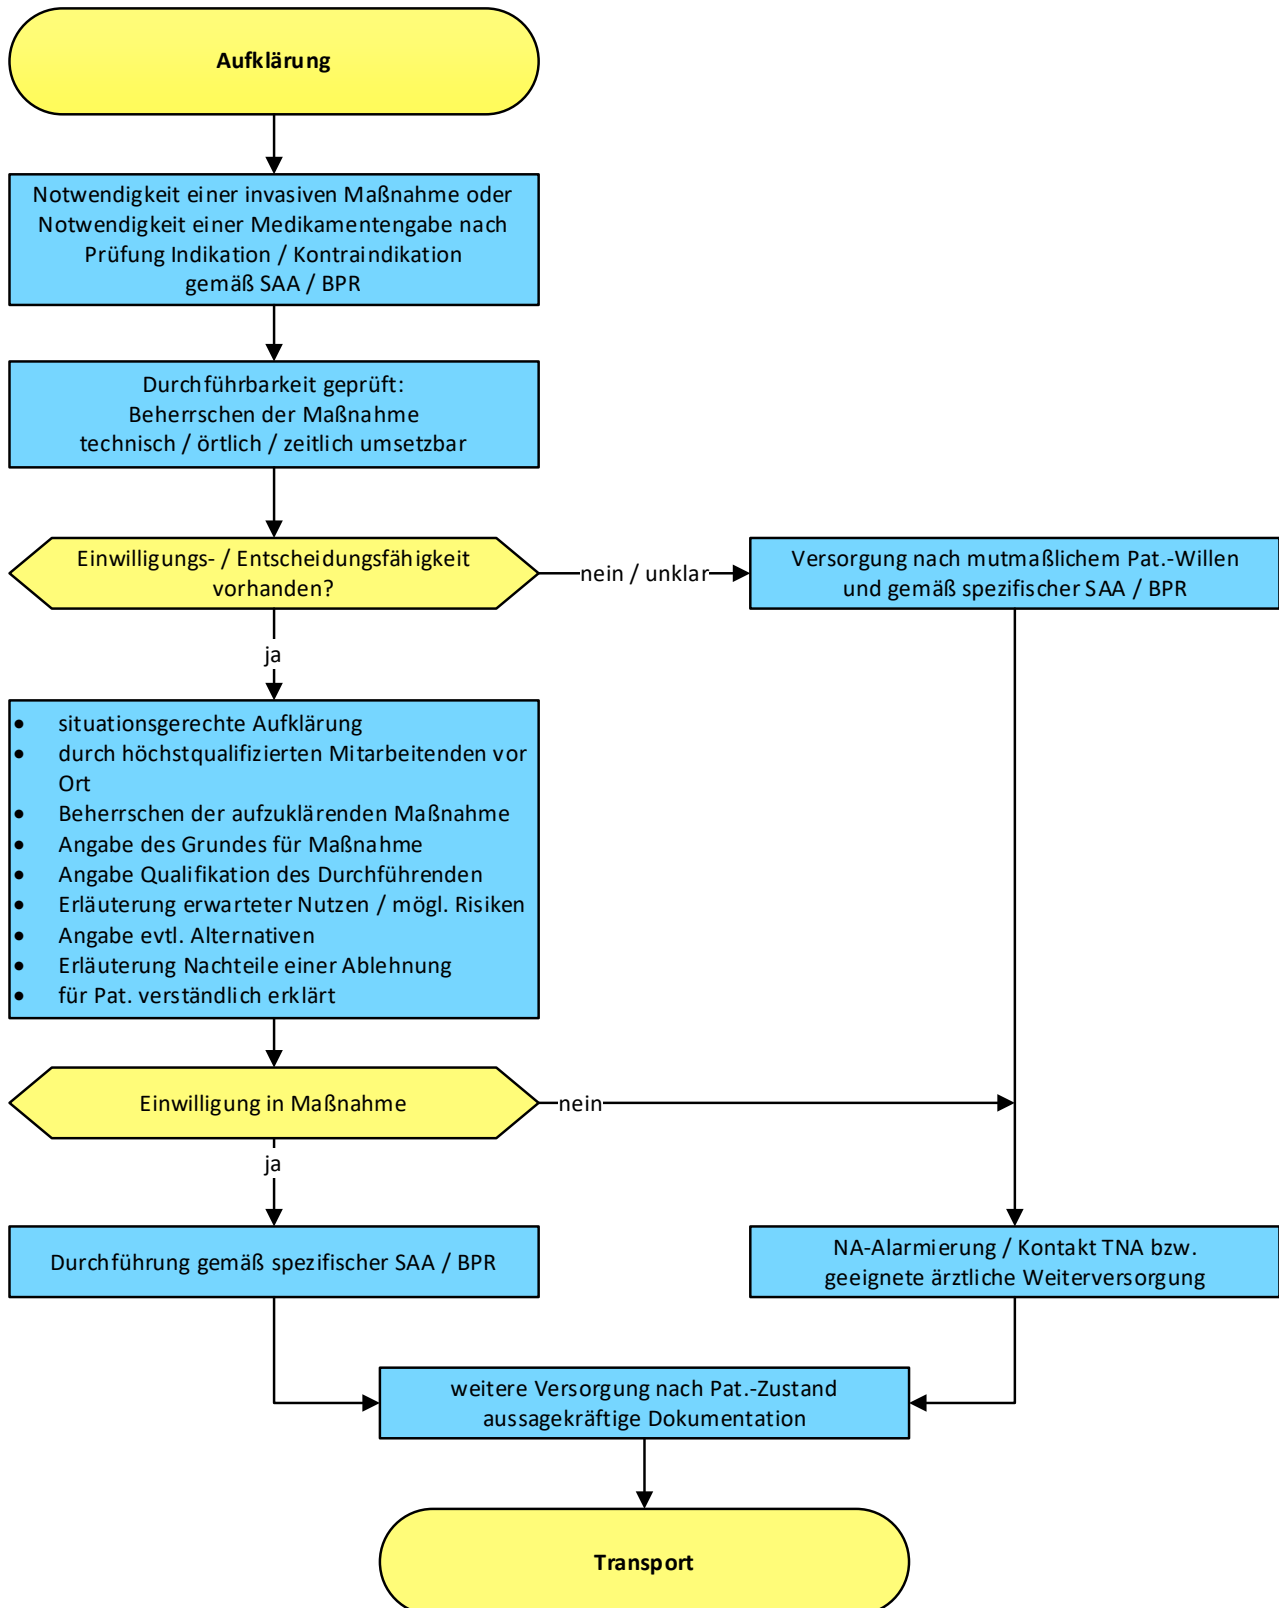 Aufklärung
Notwendigkeit einer invasiven Maßnahme oder
Notwendigkeit einer Medikamentengabe nach
Prüfung Indikation / Kontraindikation
gemäß SAA / BPR
Durchführbarkeit geprüft:
Beherrschen der Maßnahme
technisch / örtlich / zeitlich umsetzbar
Einwilligungs- / Entscheidungsfähigkeit
vorhanden?
nein / unklar
Versorgung nach mutmaßlichem Pat.-Willen
und gemäß spezifischer SAA / BPR
ja
• situationsgerechte Aufklärung
• durch höchstqualifizierten Mitarbeitenden vor
Ort
• Beherrschen der aufzuklärenden Maßnahme
• Angabe des Grundes für Maßnahme
• Angabe Qualifikation des Durchführenden
• Erläuterung erwarteter Nutzen / mögl. Risiken
• Angabe evtl. Alternativen
• Erläuterung Nachteile einer Ablehnung
• für Pat. verständlich erklärt
Einwilligung in Maßnahme
nein
ja
Durchführung gemäß spezifischer SAA / BPR
NA-Alarmierung / Kontakt TNA bzw.
geeignete ärztliche Weiterversorgung
weitere Versorgung nach Pat.-Zustand
aussagekräftige Dokumentation
Transport